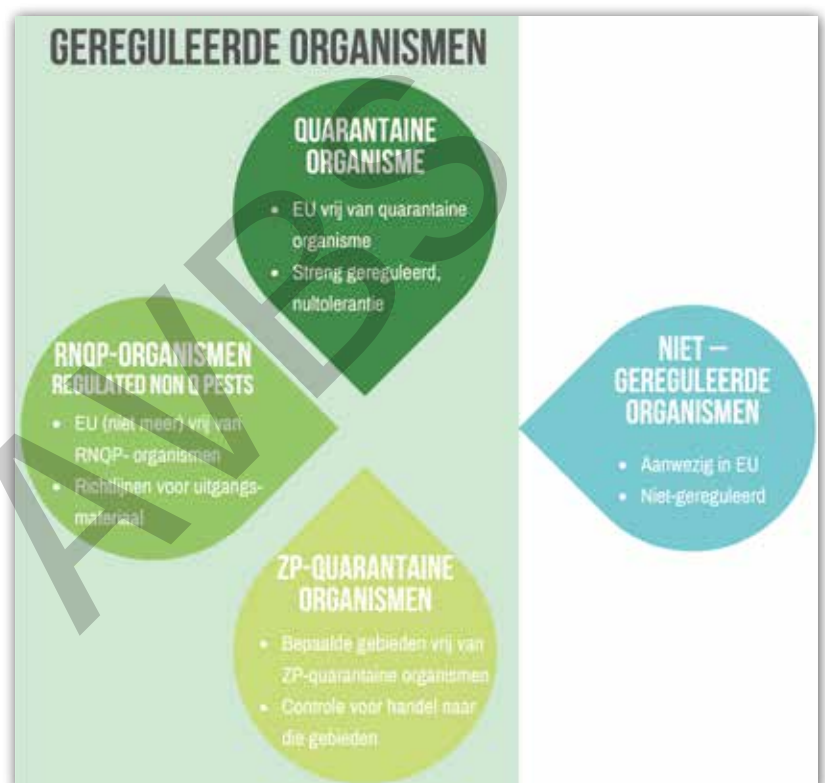 GEREGULEERDE ORGANISMEN
QUARANTAINE
ORGANISME
• EU vrij van quarantaine
organisme
• Streng gereguleerd,
nultolerantie
RNQP-ORGANISMEN
REGULATED NON Q PESTS
• EU (niet meer) vrij van
RNQP- organismen
• Richtlijnen voor uitgangs-
materiaal
NIET –
GEREGULEERDE
ORGANISMEN
• Aanwezig in EU
• Niet-gereguleerd
ZP-QUARANTAINE
ORGANISMEN
• Bepaalde gebieden vrij van
ZP-quarantaine organismen
• Controle voor handel naar
die gebieden
AVBS